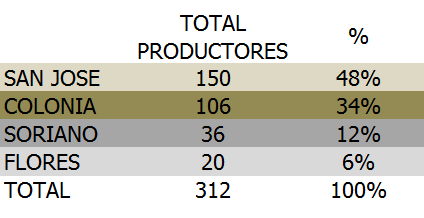 TOTAL PRODUCTORES %
SAN JOSE 150 48%
COLONIA 106 34%
SORIANO 36 12%
FLORES 20 6%
TOTAL 312 100%